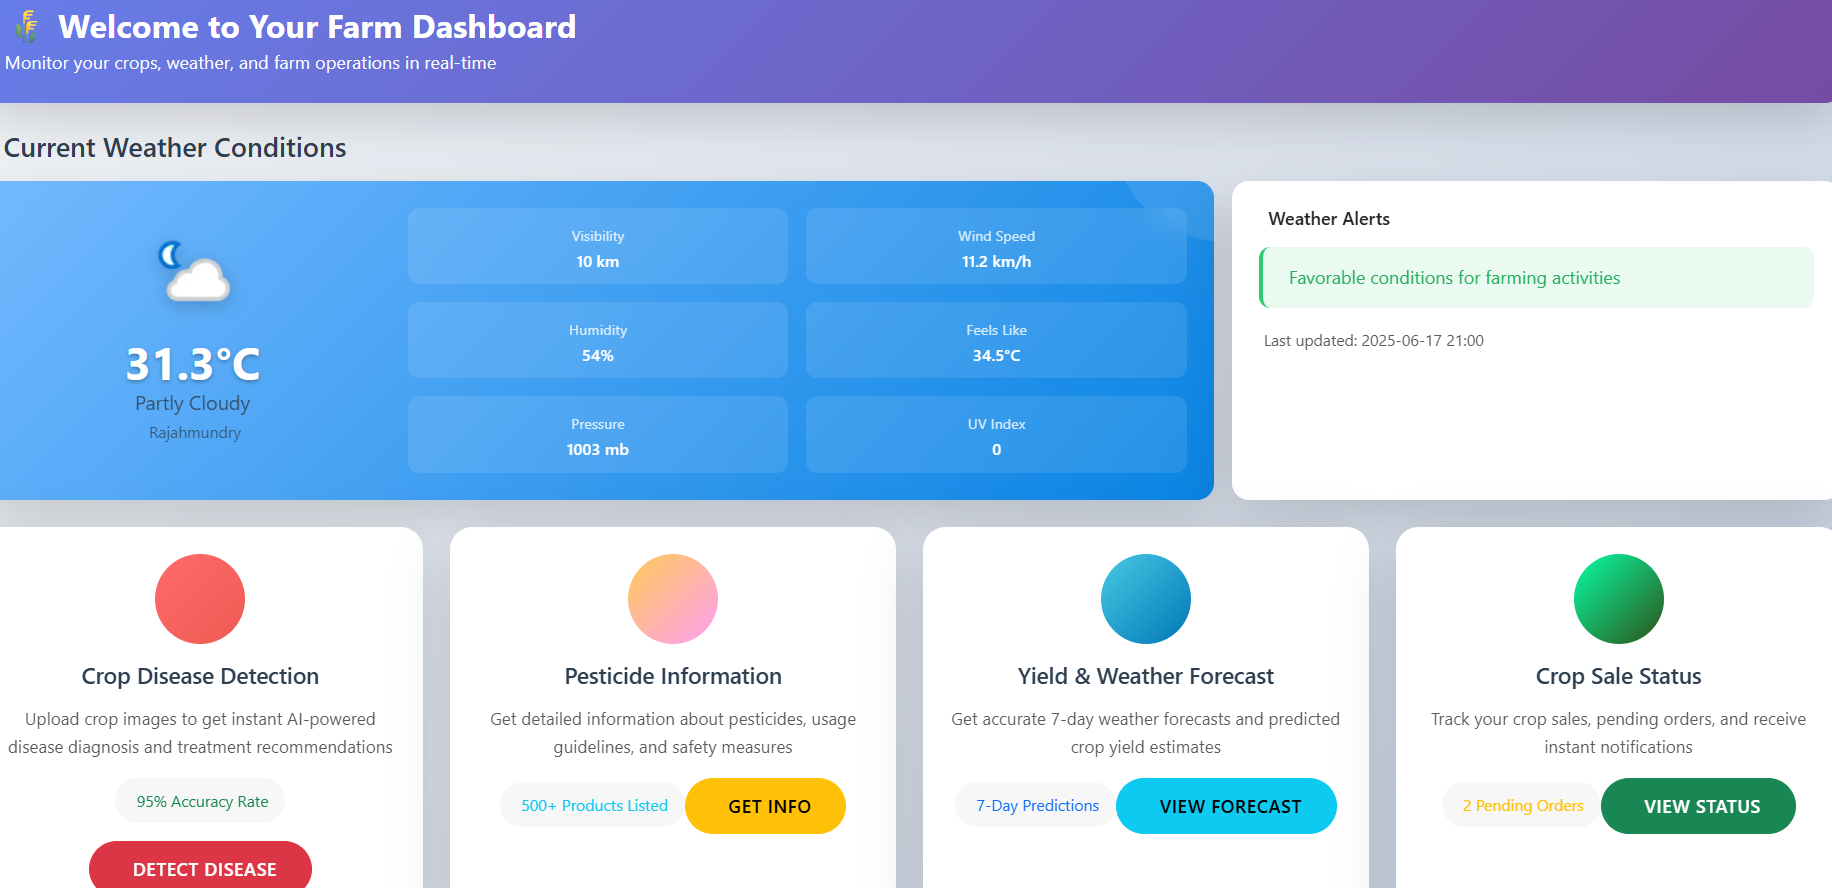 Welcome to Your Farm Dashboard
Monitor your crops, weather, and farm operations in real-time
Current Weather Conditions
31.3°C
Partly Cloudy
Rajahmundry
Visibility
10 km
Wind Speed
11.2 km/h
Humidity
54%
Feels Like
34.5°C
Pressure
1003 mb
UV Index
0
Weather Alerts
Favorable conditions for farming activities
Last updated: 2025-06-17 21:00
Crop Disease Detection
Upload crop images to get instant AI-powered
disease diagnosis and treatment recommendations
95% Accuracy Rate
DETECT DISEASE
Pesticide Information
Get detailed information about pesticides, usage
guidelines, and safety measures
500+ Products Listed
GET INFO
Yield & Weather Forecast
Get accurate 7-day weather forecasts and predicted
crop yield estimates
7-Day Predictions
VIEW FORECAST
Crop Sale Status
Track your crop sales, pending orders, and receive
instant notifications
2 Pending Orders
VIEW STATUS